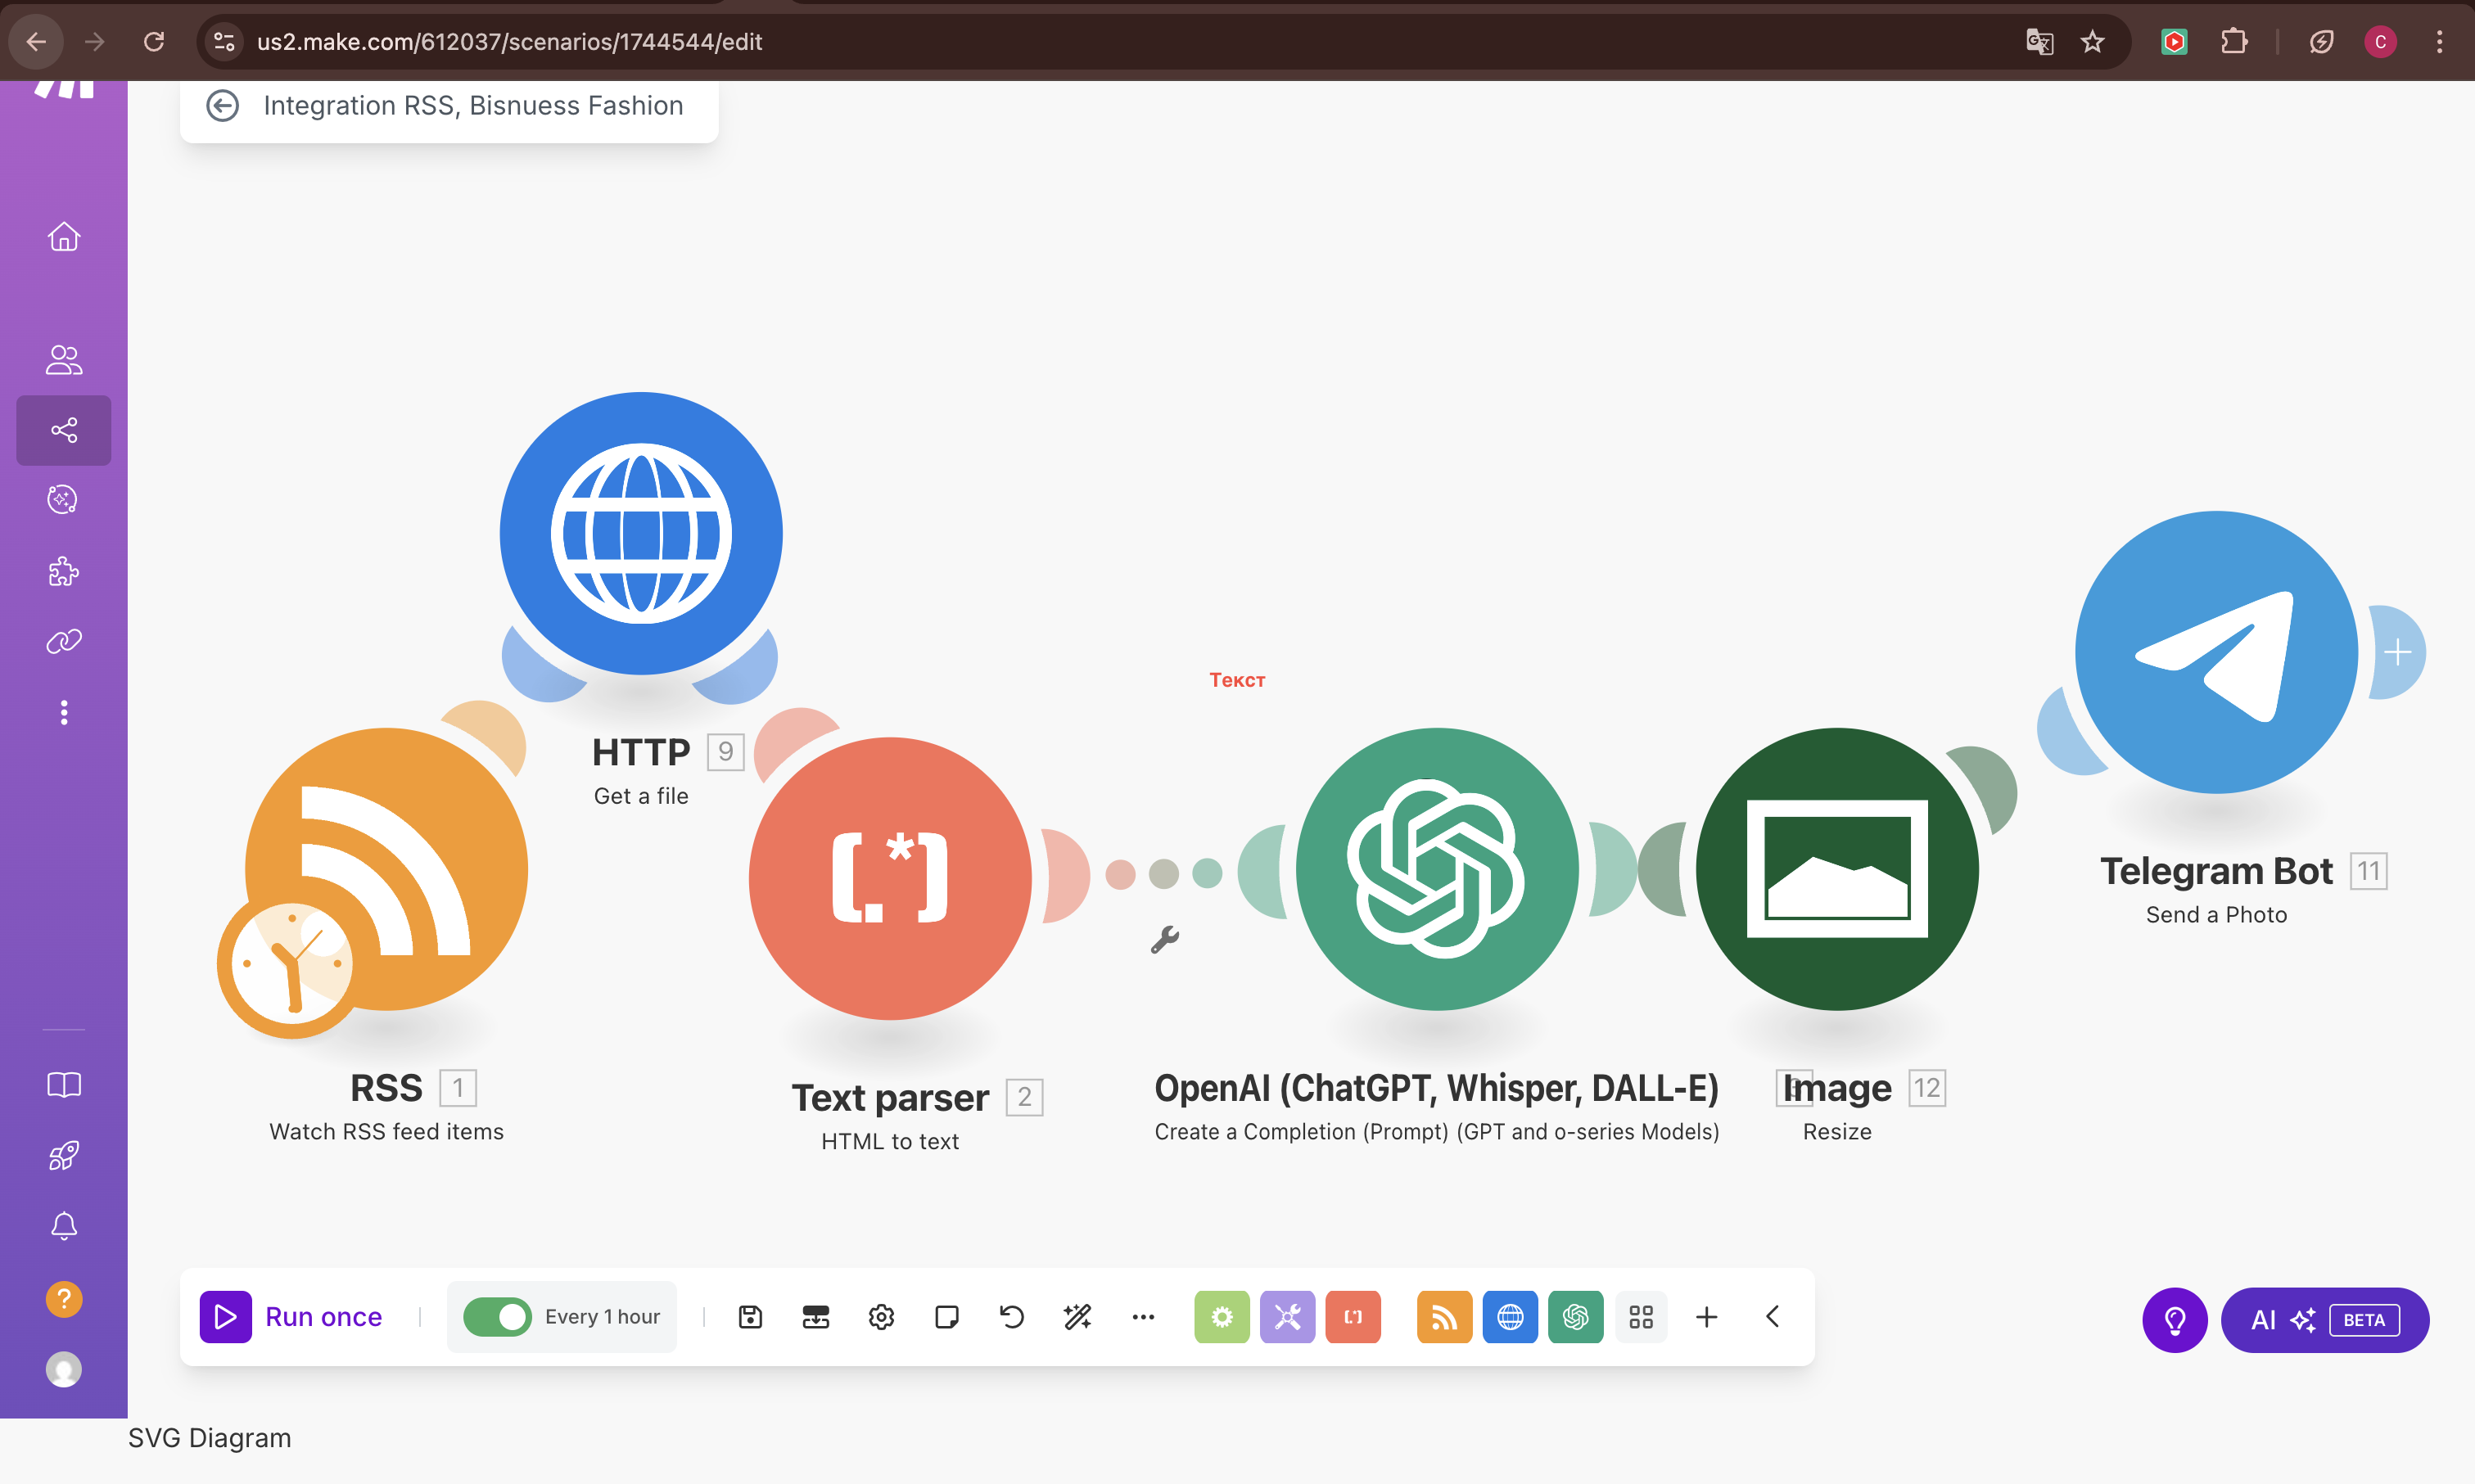 us2.make.com/612037/scenarios/1744544/edit
C
Integration RSS, Bisnuess Fashion
HTTP 9
Get a file
Текст
RSS 1
Watch RSS feed items
Text parser 2
HTML to text
OpenAI (ChatGPT, Whisper, DALL-E)
Create a Completion (Prompt) (GPT and o-series Models)
Image 12
Resize
Telegram Bot 11
Send a Photo
Run once
Every 1 hour
AI BETA
SVG Diagram